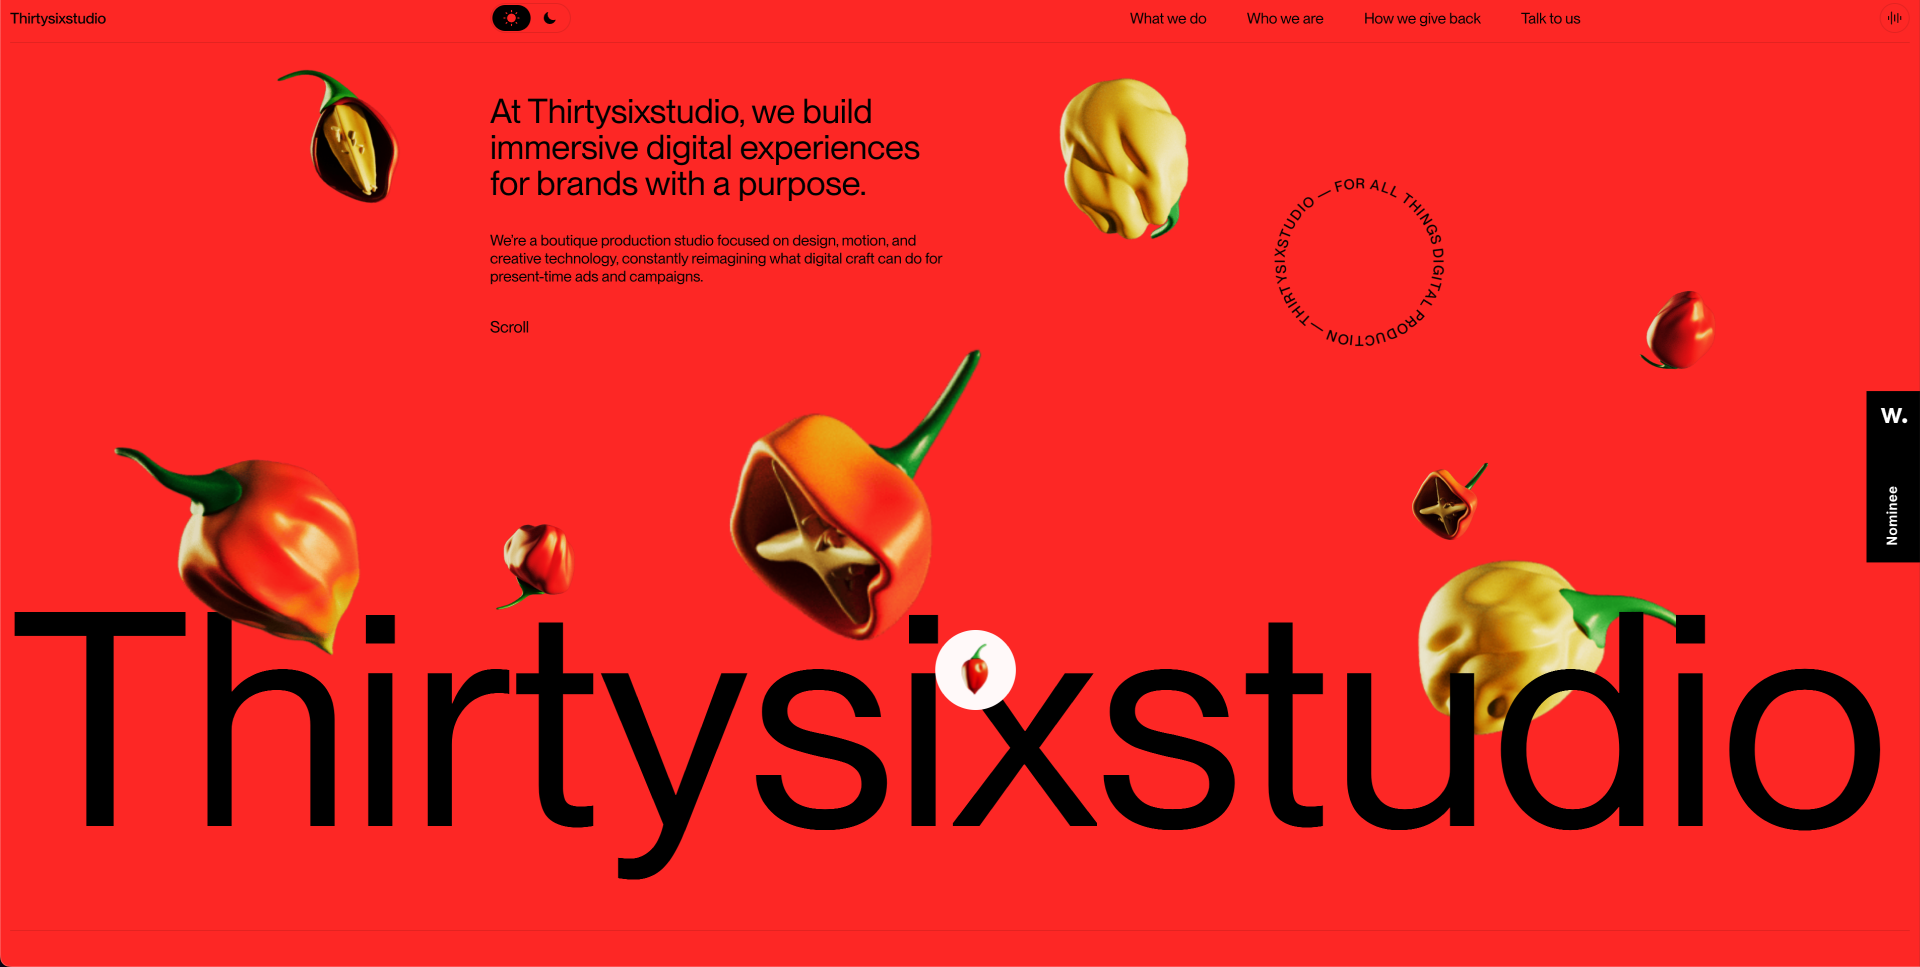 Thirtysixstudio
What we do
Who we are
How we give back
Talk to us
At Thirtysixstudio, we build
immersive digital experiences
for brands with a purpose.
We're a boutique production studio focused on design, motion, and
creative technology, constantly reimagining what digital craft can do for
present-time ads and campaigns.
Scroll
THIRTYSIXSTUDIO — FOR ALL THINGS DIGITAL PRODUCTION —
W.
Nominee
Thirtysixstudio